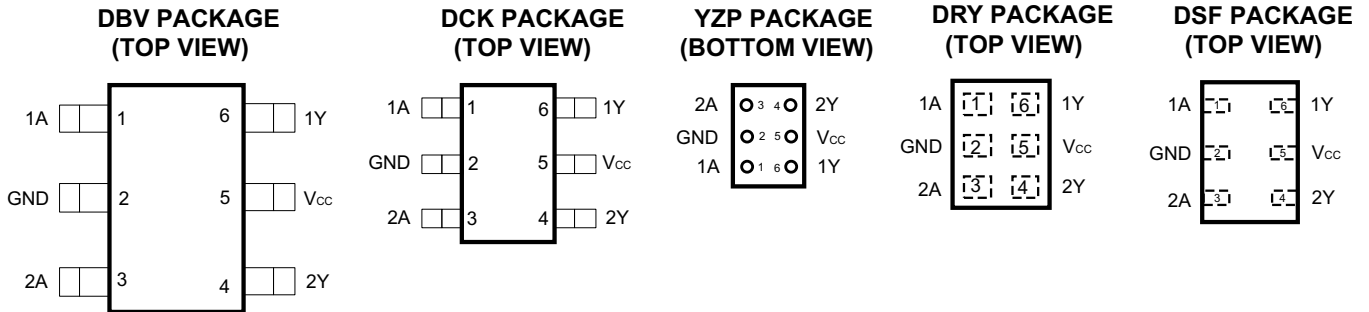 DBV PACKAGE
(TOP VIEW)
1A 1 6 1Y
GND 2 5 VCC
2A 3 4 2Y
DCK PACKAGE
(TOP VIEW)
1A 1 6 1Y
GND 2 5 VCC
2A 3 4 2Y
YZP PACKAGE
(BOTTOM VIEW)
2A 3 4 2Y
GND 2 5 VCC
1A 1 6 1Y
DRY PACKAGE
(TOP VIEW)
1A 1 6 1Y
GND 2 5 VCC
2A 3 4 2Y
DSF PACKAGE
(TOP VIEW)
1A 1 6 1Y
GND 2 5 VCC
2A 3 4 2Y